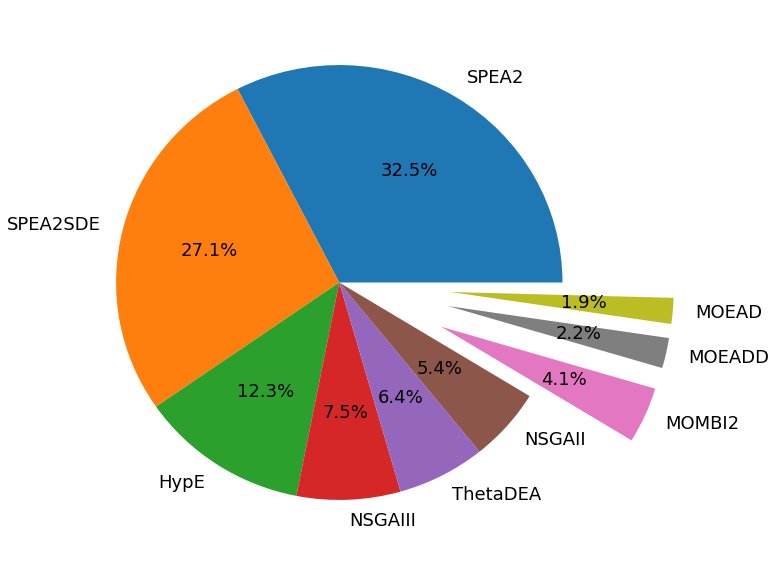 SPEA2
32.5%
SPEA2SDE
27.1%
HypE
12.3%
NSGAIII
7.5%
ThetaDEA
6.4%
NSGAII
5.4%
MOMBI2
4.1%
MOEADD
2.2%
MOEAD
1.9%